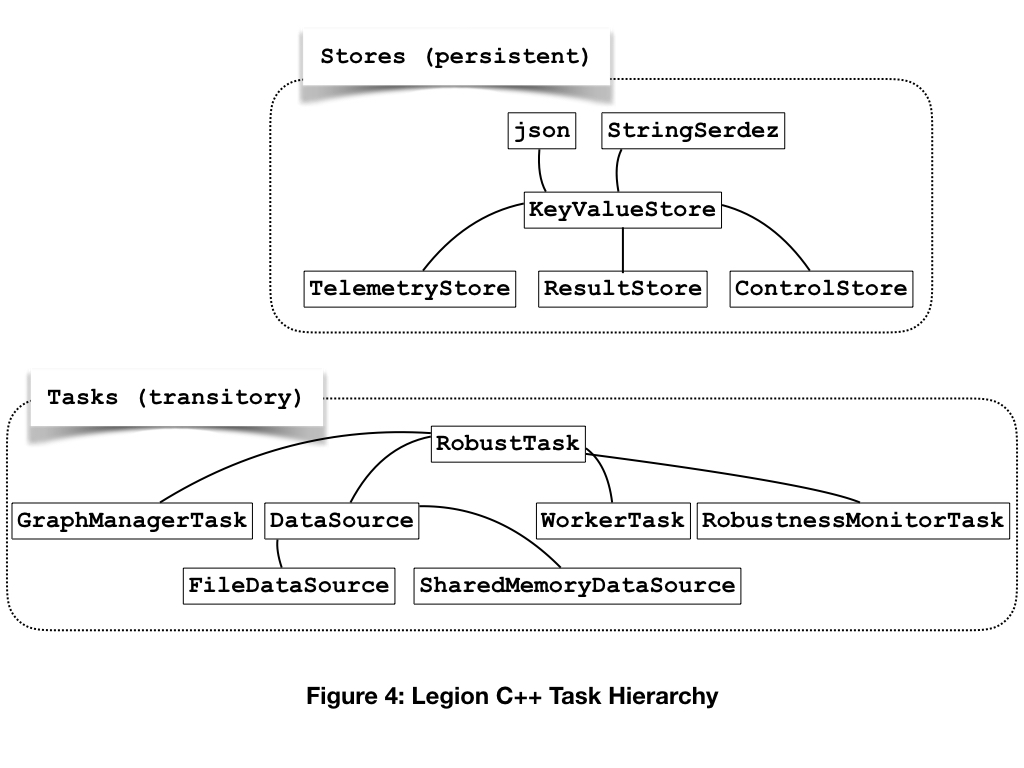 Stores (persistent)
json
StringSerdez
KeyValueStore
TelemetryStore
ResultStore
ControlStore
Tasks (transitory)
RobustTask
GraphManagerTask
DataSource
WorkerTask
RobustnessMonitorTask
FileDataSource
SharedMemoryDataSource
Figure 4: Legion C++ Task Hierarchy